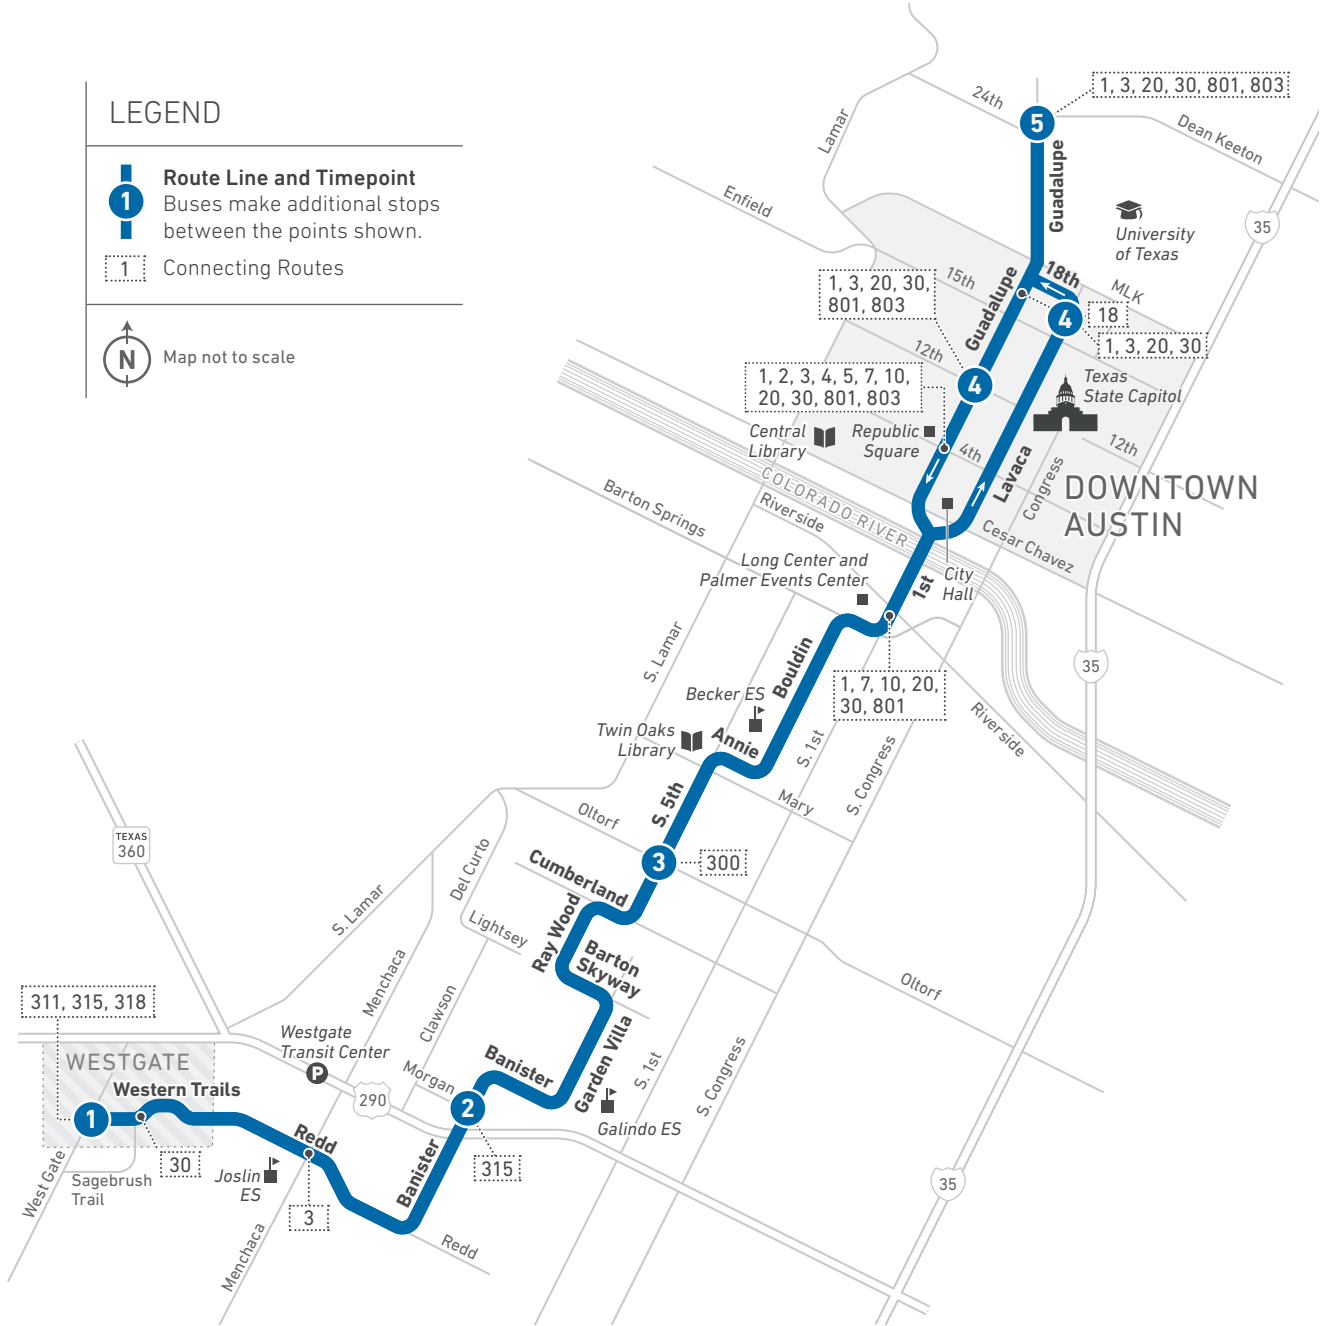 LEGEND
1
Route Line and Timepoint
Buses make additional stops
between the points shown.
1
Connecting Routes
N
Map not to scale
1, 3, 20, 30, 801, 803
24th
5
Dean Keeton
Lamar
Guadalupe
Enfield
University
of Texas
35
18th
MLK
15th
1, 3, 20, 30,
801, 803
Guadalupe
4
18
1, 3, 20, 30
12th
4
Texas
State Capitol
1, 2, 3, 4, 5, 7, 10,
20, 30, 801, 803
Central
Library
Republic
Square
4th
12th
Lavaca
Congress
DOWNTOWN
AUSTIN
COLORADO RIVER
Barton Springs
Riverside
Cesar Chavez
Long Center and
Palmer Events Center
1st
City
Hall
S. Lamar
Bouldin
35
1, 7, 10, 20,
30, 801
Becker ES
Riverside
Twin Oaks
Library
Annie
S. 1st
S. Congress
Mary
S. 5th
Oltorf
TEXAS
360
3
300
Del Curto
Cumberland
S. Lamar
Ray Wood
Lightsey
Barton
Skyway
Menchaca
Oltorf
311, 315, 318
Clawson
Westgate
Transit Center
P
Garden Villa
WESTGATE
Banister
Morgan
S. 1st
S. Congress
Western Trails
290
1
2
Galindo ES
Redd
315
30
Joslin
ES
Banister
West Gate
Sagebrush
Trail
35
3
Menchaca
Redd